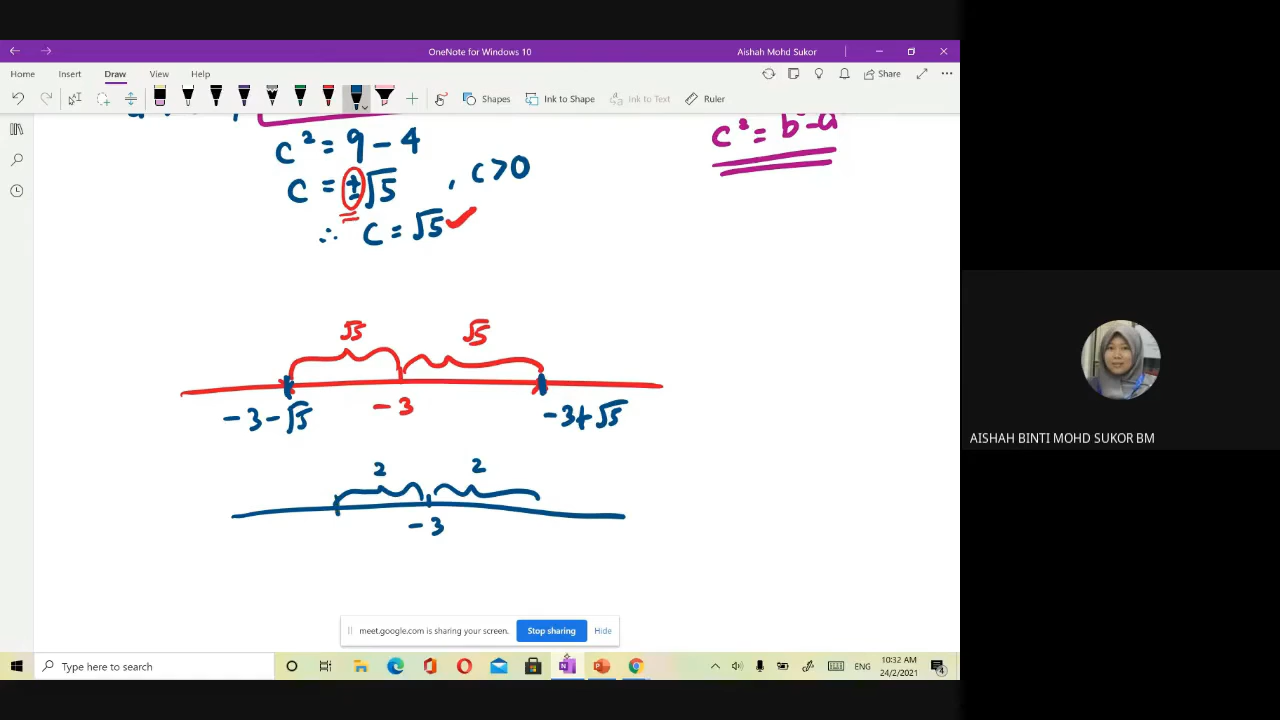 OneNote for Windows 10
Aishah Mohd Sukor
Home Insert Draw View Help
Share
Shapes Ink to Shape Ink to Text Ruler
c² = b² - a²
c² = 9 - 4
c = ±√5 , c > 0
∴ c = √5 ✓
√5 √5
-3-√5 -3 -3+√5
2 2
-3
AISHAH BINTI MOHD SUKOR BM
meet.google.com is sharing your screen. Stop sharing Hide
Type here to search
ENG
10:32 AM
24/2/2021
4